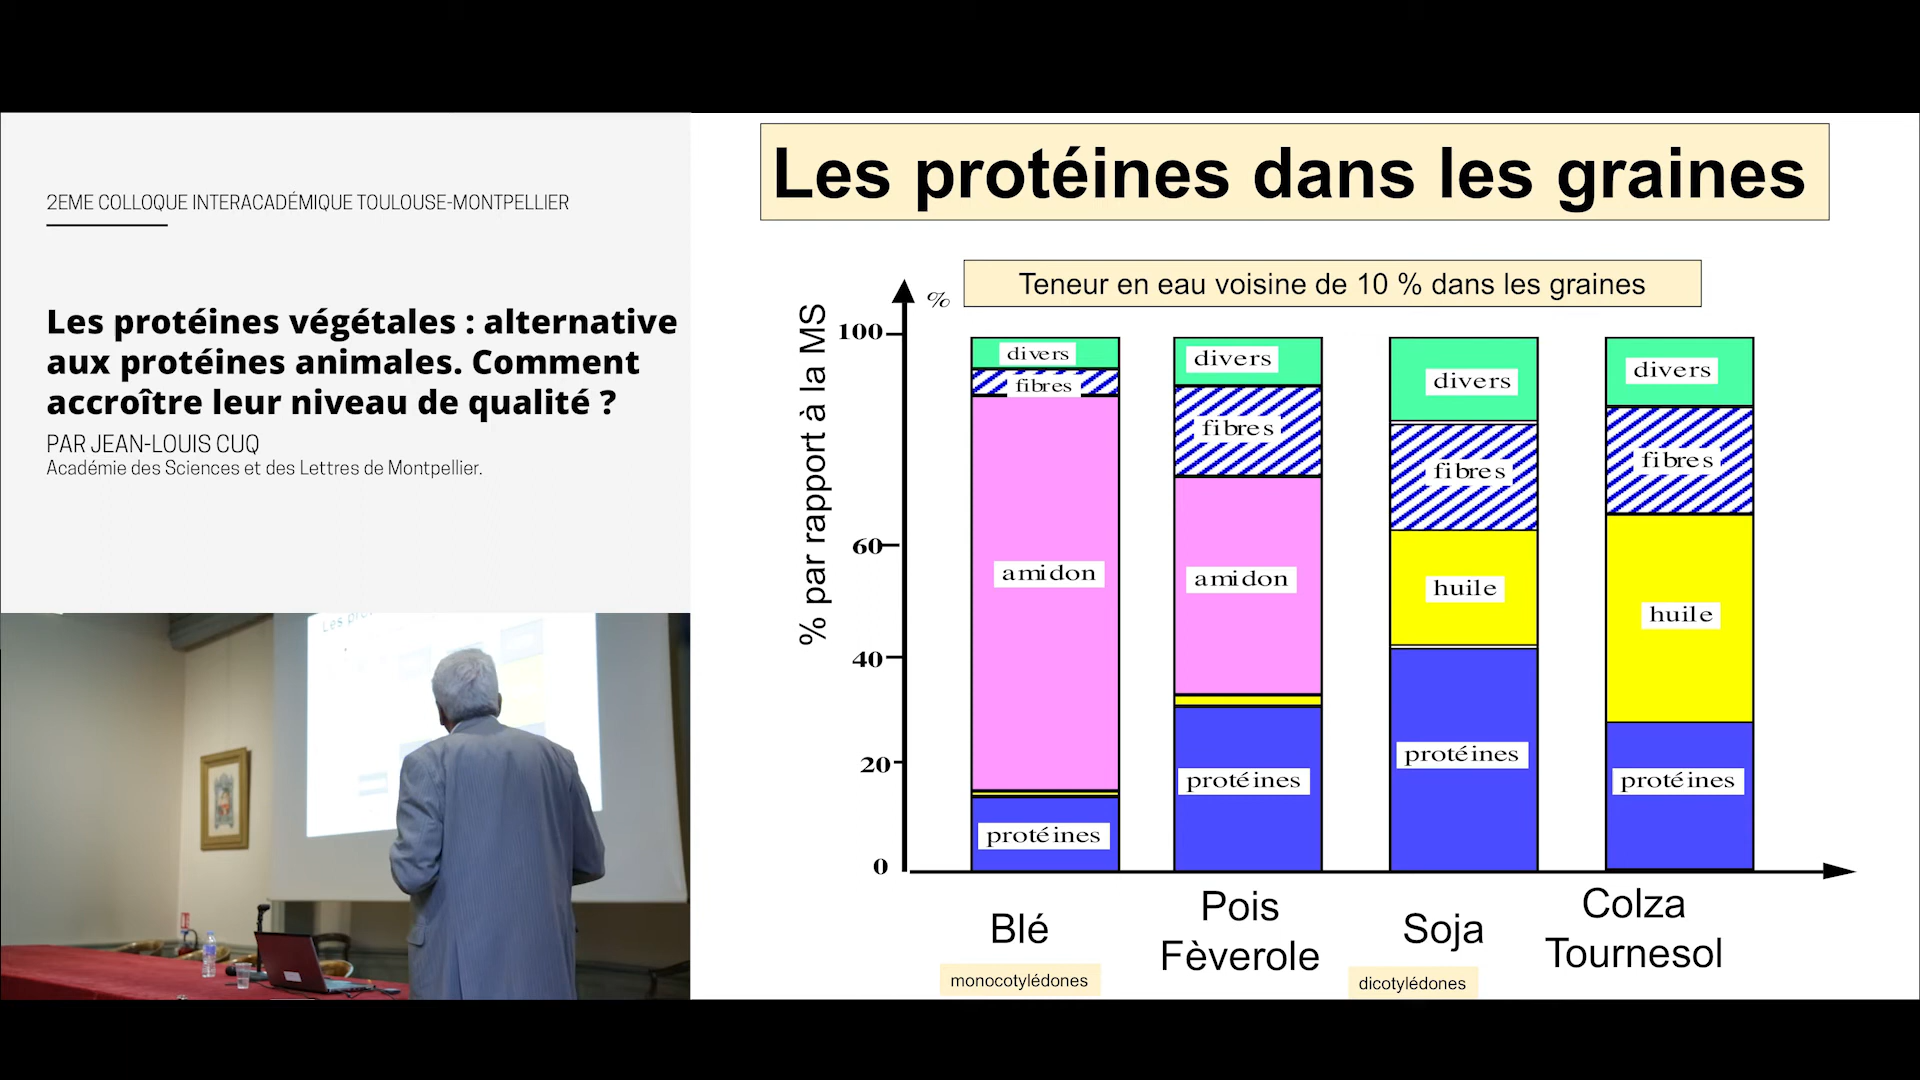 2EME COLLOQUE INTERACADÉMIQUE TOULOUSE-MONTPELLIER
Les protéines végétales : alternative
aux protéines animales. Comment
accroître leur niveau de qualité ?
PAR JEAN-LOUIS CUQ
Académie des Sciences et des Lettres de Montpellier.
Les pro
Les protéines dans les graines
Teneur en eau voisine de 10 % dans les graines
%
% par rapport à la MS
100
60
40
20
0
divers
fibres
amidon
protéines
divers
fibres
amidon
protéines
divers
fibres
huile
protéines
divers
fibres
huile
protéines
Blé
Pois
Fèverole
Soja
Colza
Tournesol
monocotylédones
dicotylédones